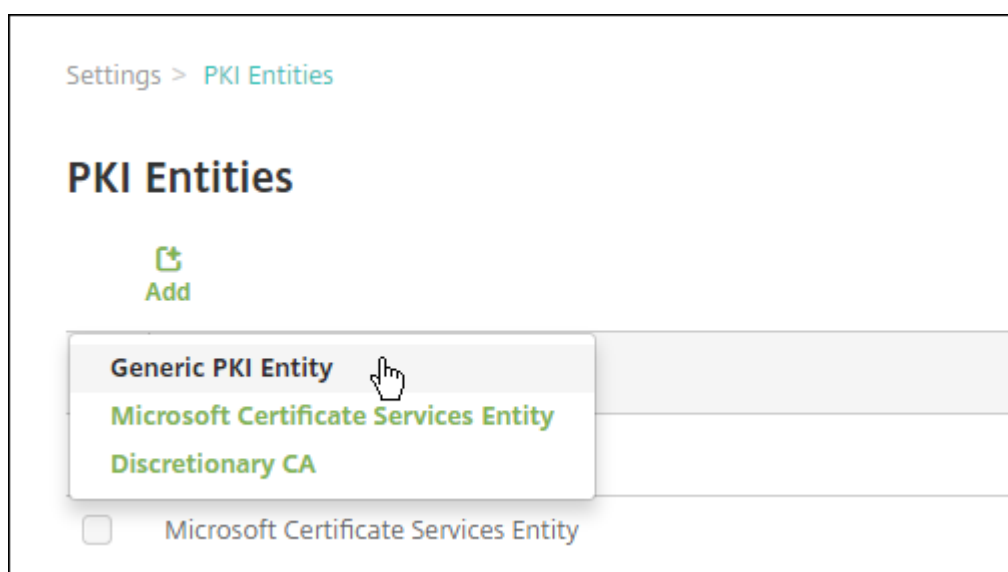 Settings > PKI Entities
PKI Entities
Add
Generic PKI Entity
Microsoft Certificate Services Entity
Discretionary CA
Microsoft Certificate Services Entity